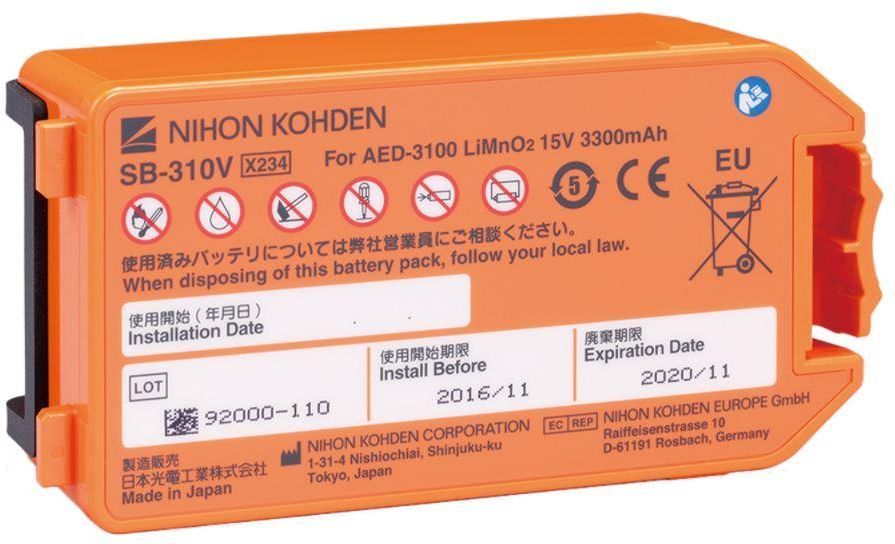 NIHON KOHDEN
SB-310V X234 For AED-3100 LiMnO2 15V 3300mAh
5 CE EU
使用済みバッテリについては弊社営業員にご相談ください。
When disposing of this battery pack, follow your local law.
使用開始(年月日)
Installation Date . .
LOT
92000-110
使用開始期限
Install Before
2016/11
廃棄期限
Expiration Date
2020/11
製造販売
日本光電工業株式会社
Made in Japan
NIHON KOHDEN CORPORATION
1-31-4 Nishiochiai, Shinjuku-ku
Tokyo, Japan
EC REP NIHON KOHDEN EUROPE GmbH
Raiffeisenstrasse 10
D-61191 Rosbach, Germany